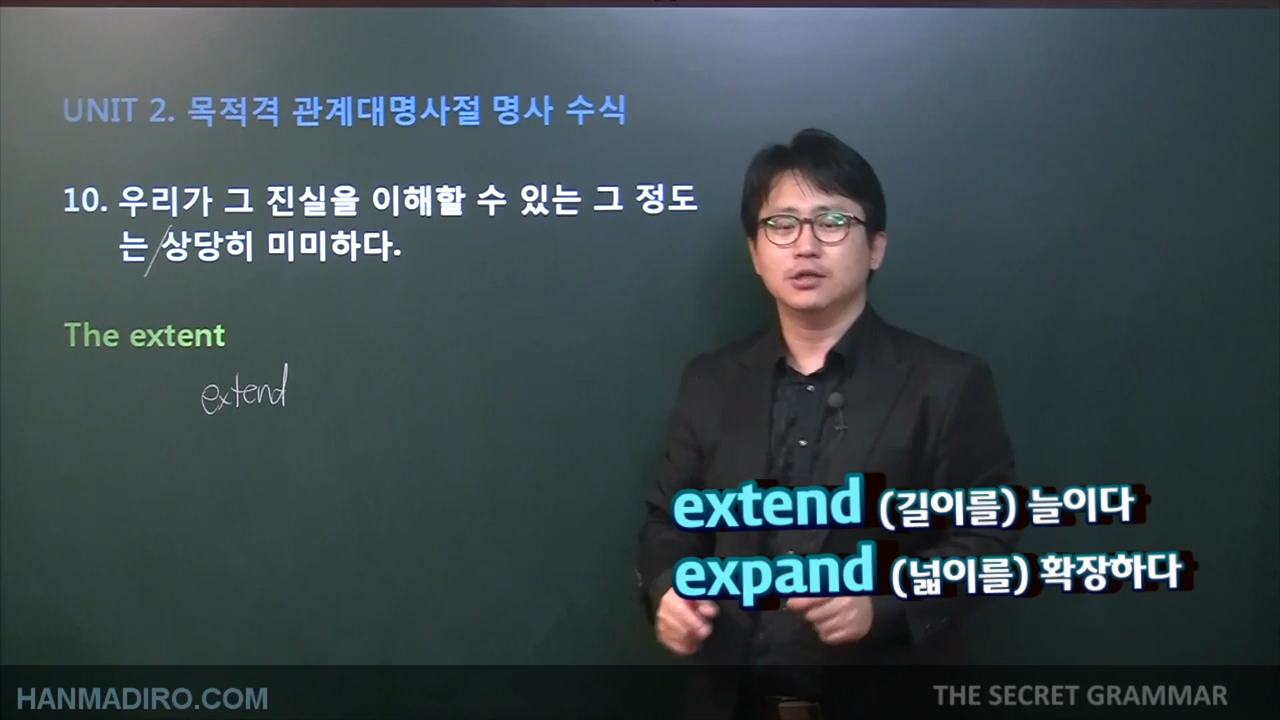 UNIT 2. 목적격 관계대명사절 명사 수식
10. 우리가 그 진실을 이해할 수 있는 그 정도
는 상당히 미미하다.
The extent
extend
extend (길이를) 늘이다
expand (넓이를) 확장하다
HANMADIRO.COM
THE SECRET GRAMMAR